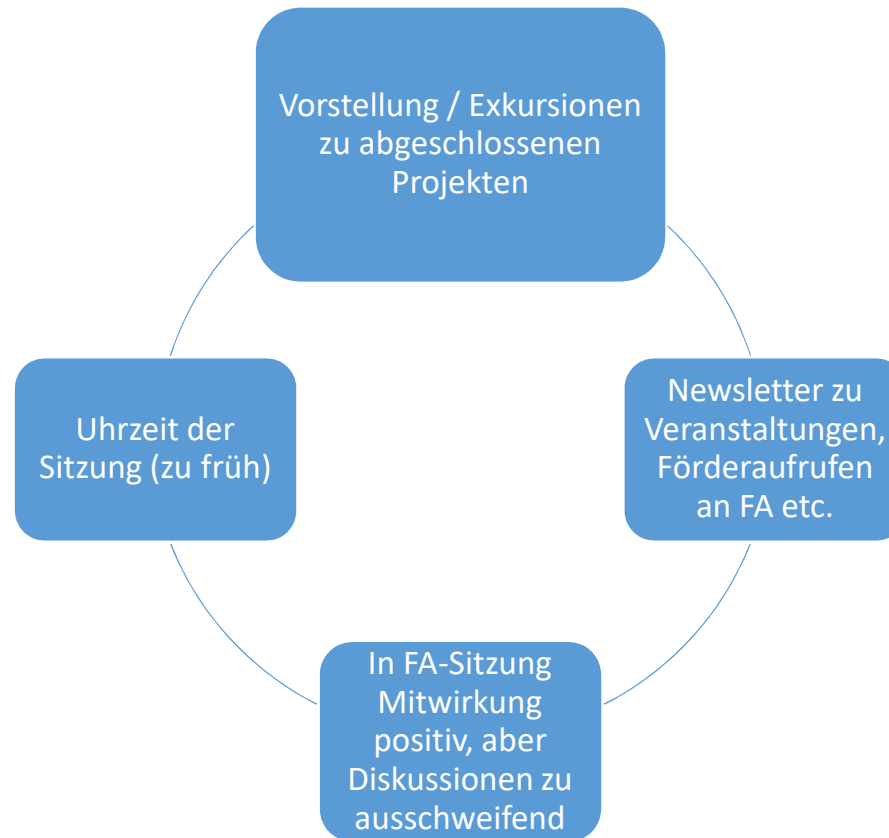 Vorstellung / Exkursionen
zu abgeschlossenen
Projekten
Newsletter zu
Veranstaltungen,
Förderaufrufen
an FA etc.
In FA-Sitzung
Mitwirkung
positiv, aber
Diskussionen zu
ausschweifend
Uhrzeit der
Sitzung (zu früh)